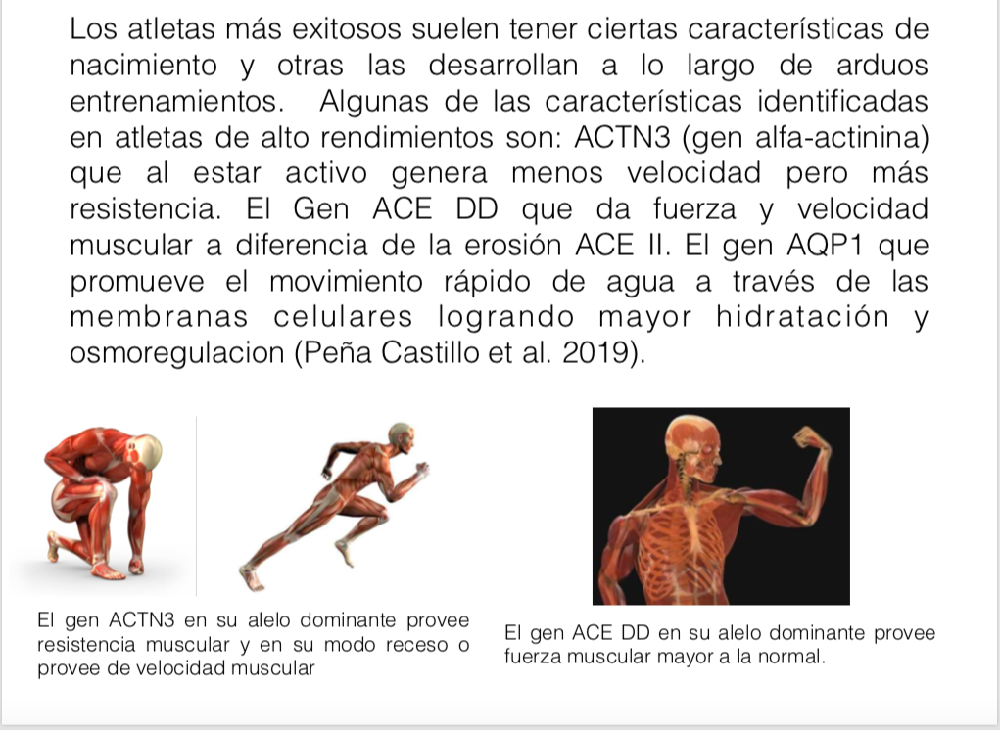 Los atletas más exitosos suelen tener ciertas características de
nacimiento y otras las desarrollan a lo largo de arduos
entrenamientos. Algunas de las características identificadas
en atletas de alto rendimientos son: ACTN3 (gen alfa-actinina)
que al estar activo genera menos velocidad pero más
resistencia. El Gen ACE DD que da fuerza y velocidad
muscular a diferencia de la erosión ACE II. El gen AQP1 que
promueve el movimiento rápido de agua a través de las
membranas celulares logrando mayor hidratación y
osmoregulacion (Peña Castillo et al. 2019).
El gen ACTN3 en su alelo dominante provee
resistencia muscular y en su modo receso o
provee de velocidad muscular
El gen ACE DD en su alelo dominante provee
fuerza muscular mayor a la normal.